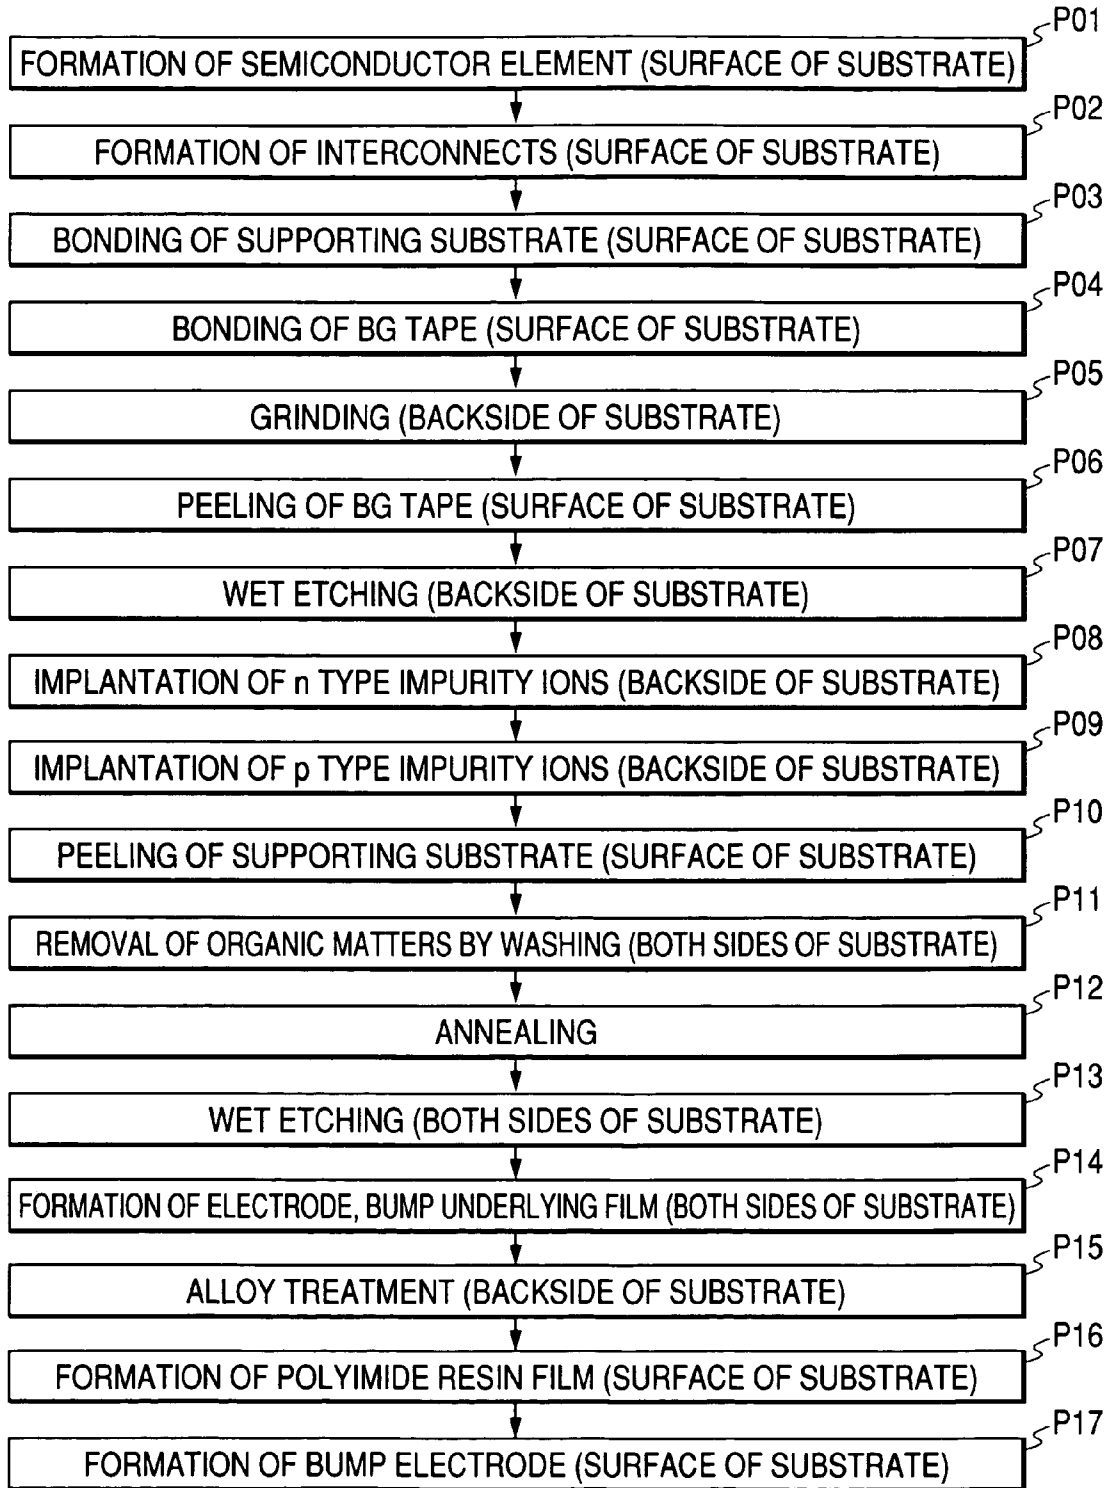 P01
FORMATION OF SEMICONDUCTOR ELEMENT (SURFACE OF SUBSTRATE)
P02
FORMATION OF INTERCONNECTS (SURFACE OF SUBSTRATE)
P03
BONDING OF SUPPORTING SUBSTRATE (SURFACE OF SUBSTRATE)
P04
BONDING OF BG TAPE (SURFACE OF SUBSTRATE)
P05
GRINDING (BACKSIDE OF SUBSTRATE)
P06
PEELING OF BG TAPE (SURFACE OF SUBSTRATE)
P07
WET ETCHING (BACKSIDE OF SUBSTRATE)
P08
IMPLANTATION OF n TYPE IMPURITY IONS (BACKSIDE OF SUBSTRATE)
P09
IMPLANTATION OF p TYPE IMPURITY IONS (BACKSIDE OF SUBSTRATE)
P10
PEELING OF SUPPORTING SUBSTRATE (SURFACE OF SUBSTRATE)
P11
REMOVAL OF ORGANIC MATTERS BY WASHING (BOTH SIDES OF SUBSTRATE)
P12
ANNEALING
P13
WET ETCHING (BOTH SIDES OF SUBSTRATE)
P14
FORMATION OF ELECTRODE, BUMP UNDERLYING FILM (BOTH SIDES OF SUBSTRATE)
P15
ALLOY TREATMENT (BACKSIDE OF SUBSTRATE)
P16
FORMATION OF POLYIMIDE RESIN FILM (SURFACE OF SUBSTRATE)
P17
FORMATION OF BUMP ELECTRODE (SURFACE OF SUBSTRATE)